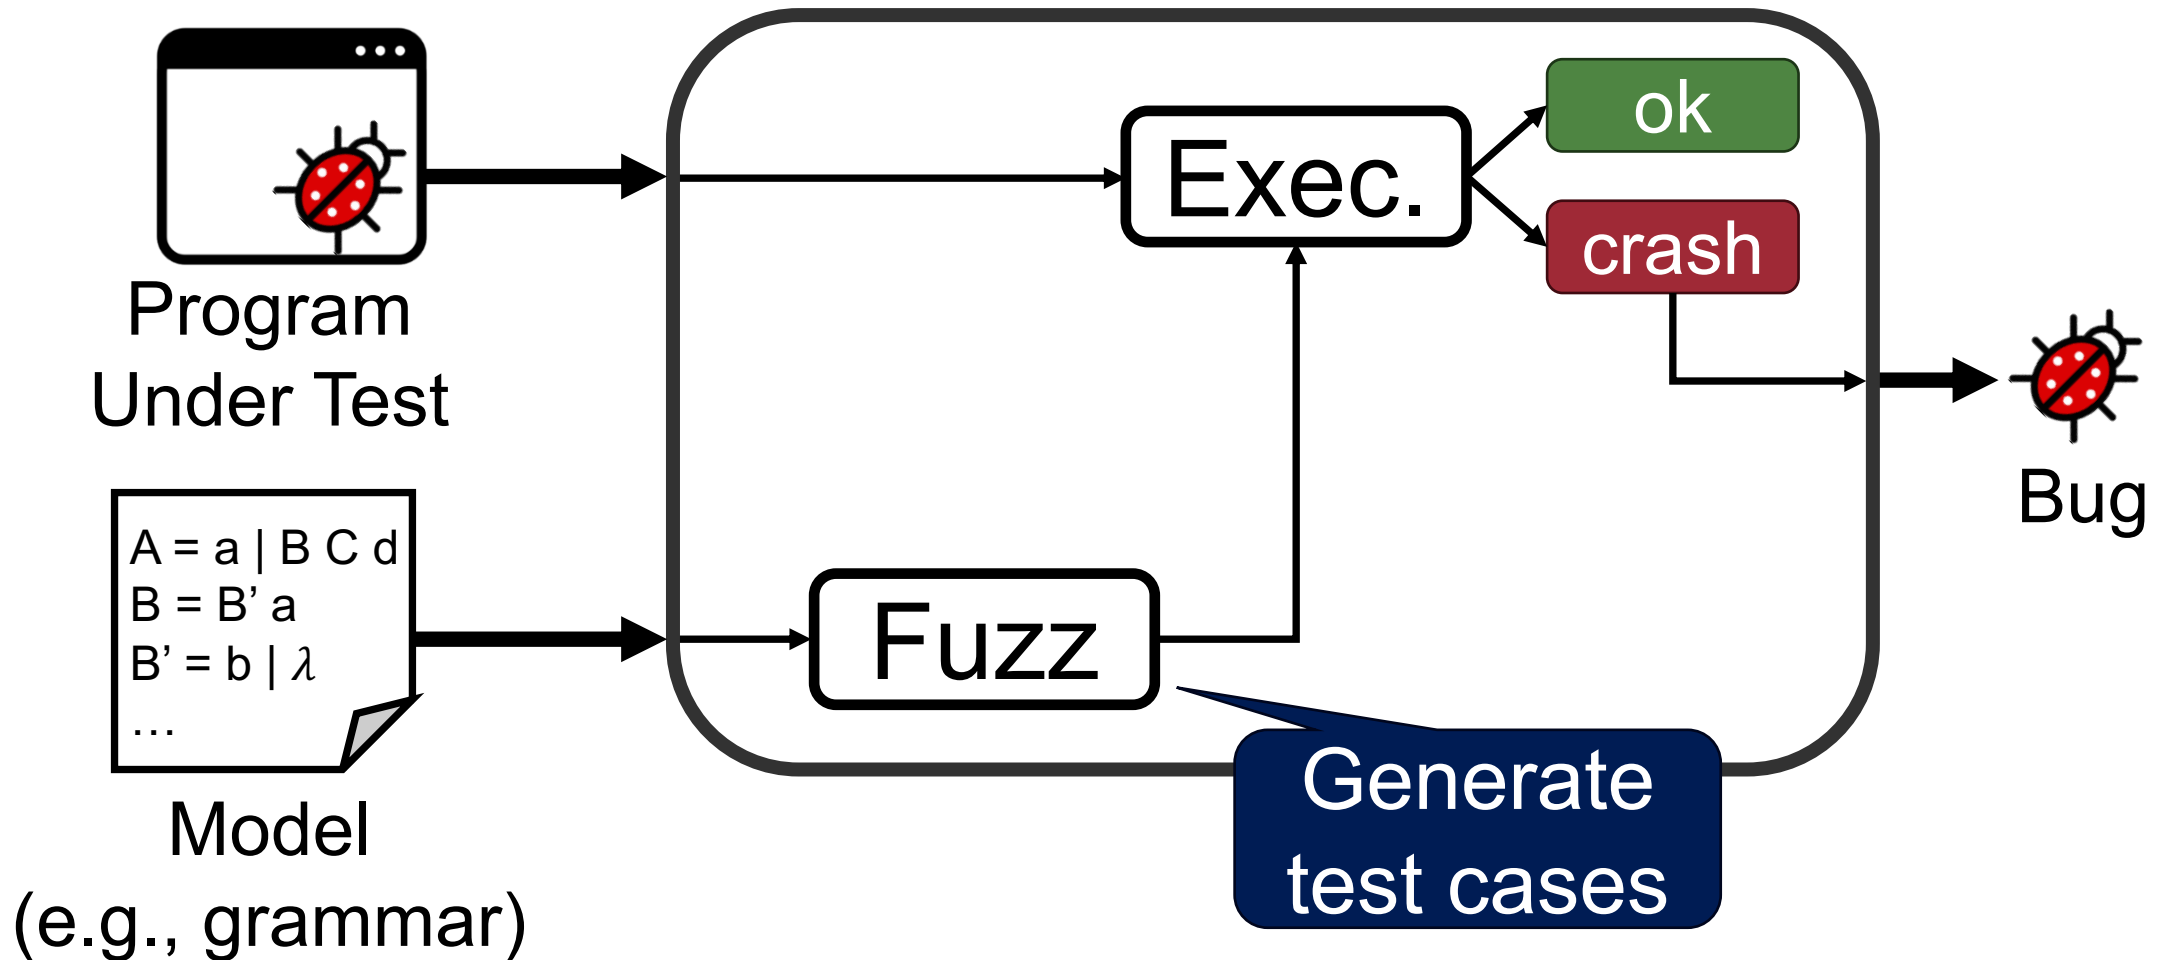 Program
Under Test
A = a | B C d
B = B’ a
B’ = b | λ
…
Model
(e.g., grammar)
Exec.
ok
crash
Fuzz
Generate
test cases
Bug